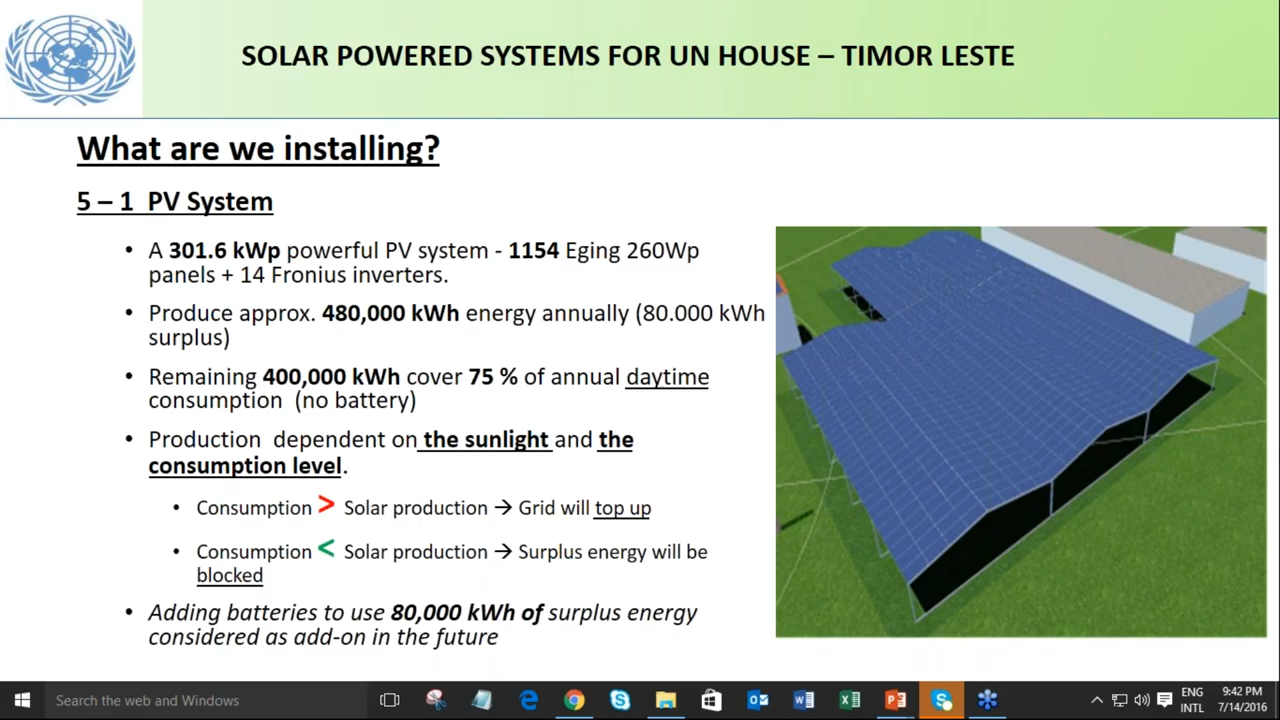 SOLAR POWERED SYSTEMS FOR UN HOUSE – TIMOR LESTE
What are we installing?
5 – 1 PV System
• A 301.6 kWp powerful PV system - 1154 Eging 260Wp
panels + 14 Fronius inverters.
• Produce approx. 480,000 kWh energy annually (80.000 kWh
surplus)
• Remaining 400,000 kWh cover 75 % of annual daytime
consumption (no battery)
• Production dependent on the sunlight and the
consumption level.
• Consumption > Solar production → Grid will top up
• Consumption < Solar production → Surplus energy will be
blocked
• Adding batteries to use 80,000 kWh of surplus energy
considered as add-on in the future
Search the web and Windows
ENG
INTL
9:42 PM
7/14/2016